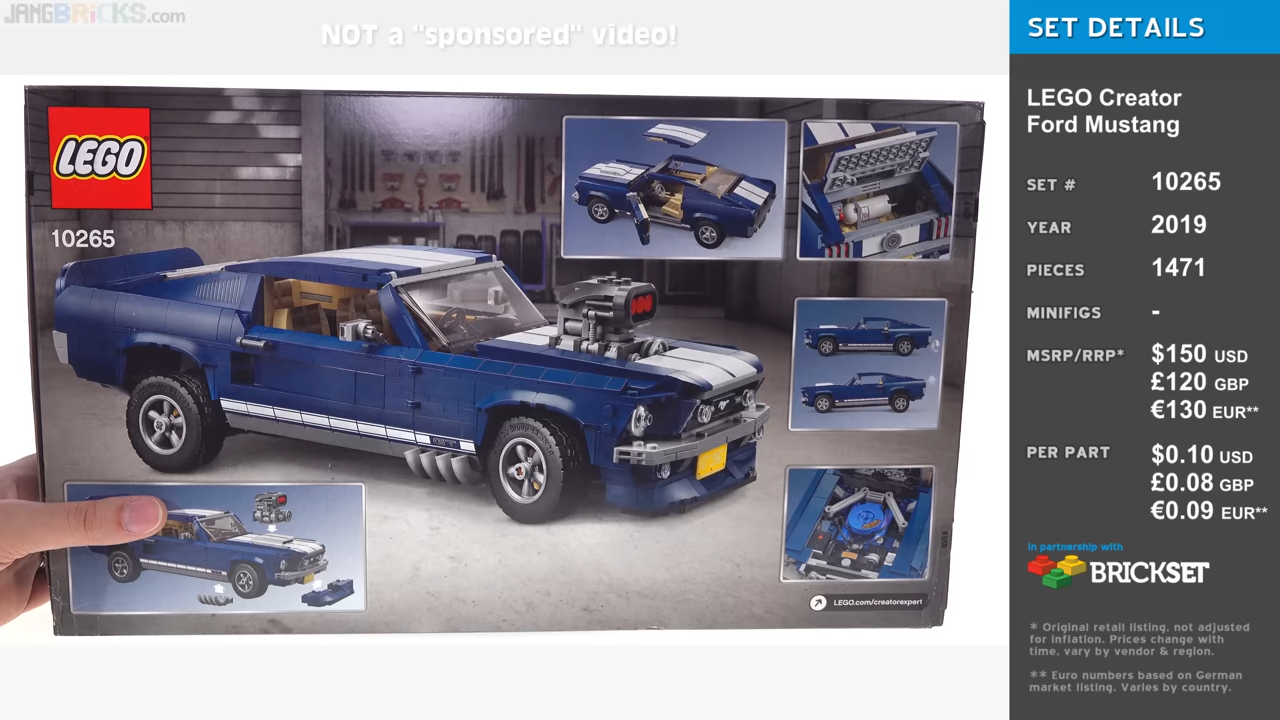 JANGBRiCKS.com
NOT a "sponsored" video!
LEGO
10265
LEGO.com/creatorexpert
SET DETAILS
LEGO Creator
Ford Mustang
SET # 10265
YEAR 2019
PIECES 1471
MINIFIGS -
MSRP/RRP* $150 USD
£120 GBP
€130 EUR**
PER PART $0.10 USD
£0.08 GBP
€0.09 EUR**
In partnership with
BRICKSET
* Original retail listing, not adjusted
for inflation. Prices change with
time, vary by vendor & region.
** Euro numbers based on German
market listing. Varies by country.